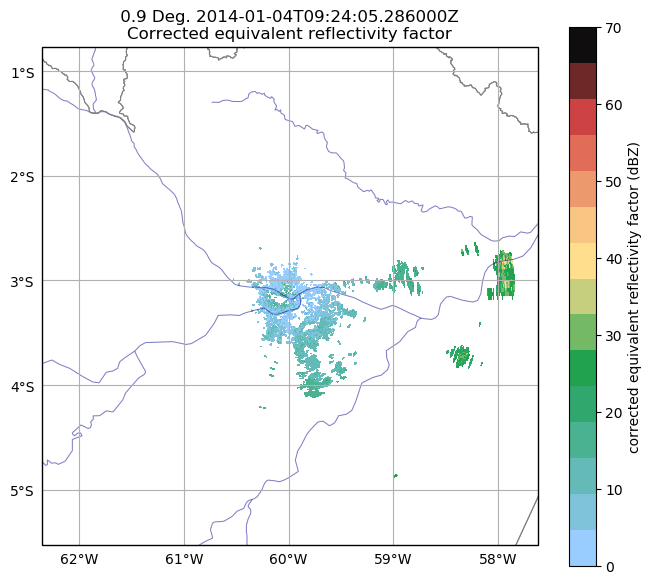 0.9 Deg. 2014-01-04T09:24:05.286000Z
Corrected equivalent reflectivity factor
1°S
2°S
3°S
4°S
5°S
62°W
61°W
60°W
59°W
58°W
70
60
50
40
30
20
10
0
corrected equivalent reflectivity factor (dBZ)